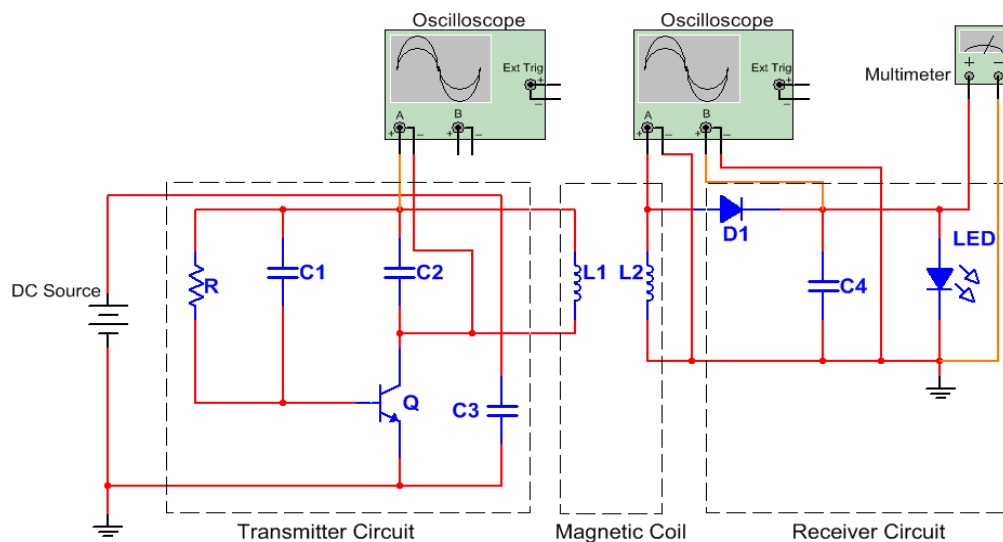 Oscilloscope
Oscilloscope
Ext Trig
+
−
A
B
+
−
+
−
Ext Trig
+
−
A
B
+
−
+
−
Multimeter
+
−
DC Source
R
C1
C2
L1
L2
D1
LED
C4
Q
C3
Transmitter Circuit
Magnetic Coil
Receiver Circuit